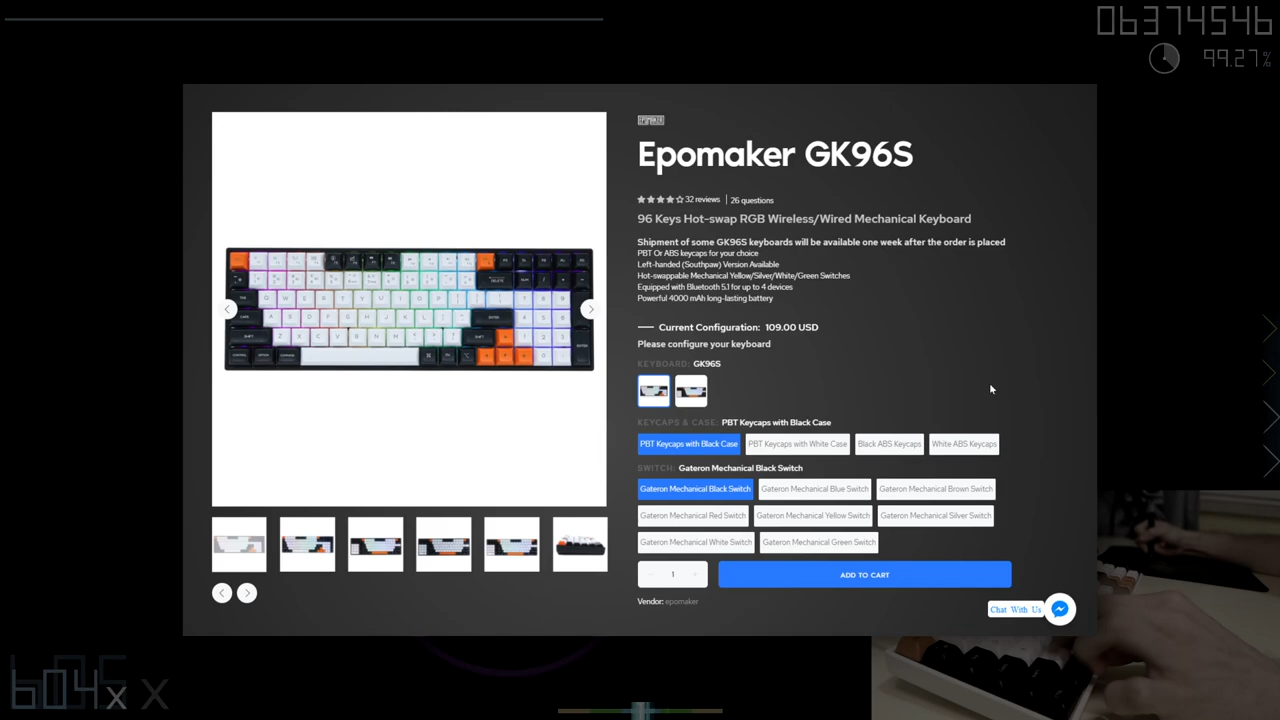 06374546
99.27%
EPOMAKER
Epomaker GK96S
32 reviews | 26 questions
96 Keys Hot-swap RGB Wireless/Wired Mechanical Keyboard
Shipment of some GK96S keyboards will be available one week after the order is placed
PBT Or ABS keycaps for your choice
Left-handed (Southpaw) Version Available
Hot-swappable Mechanical Yellow/Silver/White/Green Switches
Equipped with Bluetooth 5.1 for up to 4 devices
Powerful 4000 mAh long-lasting battery
Current Configuration: 109.00 USD
Please configure your keyboard
KEYBOARD: GK96S
KEYCAPS & CASE: PBT Keycaps with Black Case
PBT Keycaps with Black Case PBT Keycaps with White Case Black ABS Keycaps White ABS Keycaps
SWITCH: Gateron Mechanical Black Switch
Gateron Mechanical Black Switch Gateron Mechanical Blue Switch Gateron Mechanical Brown Switch
Gateron Mechanical Red Switch Gateron Mechanical Yellow Switch Gateron Mechanical Silver Switch
Gateron Mechanical White Switch Gateron Mechanical Green Switch
- 1 +
ADD TO CART
Vendor: epomaker
Chat With Us